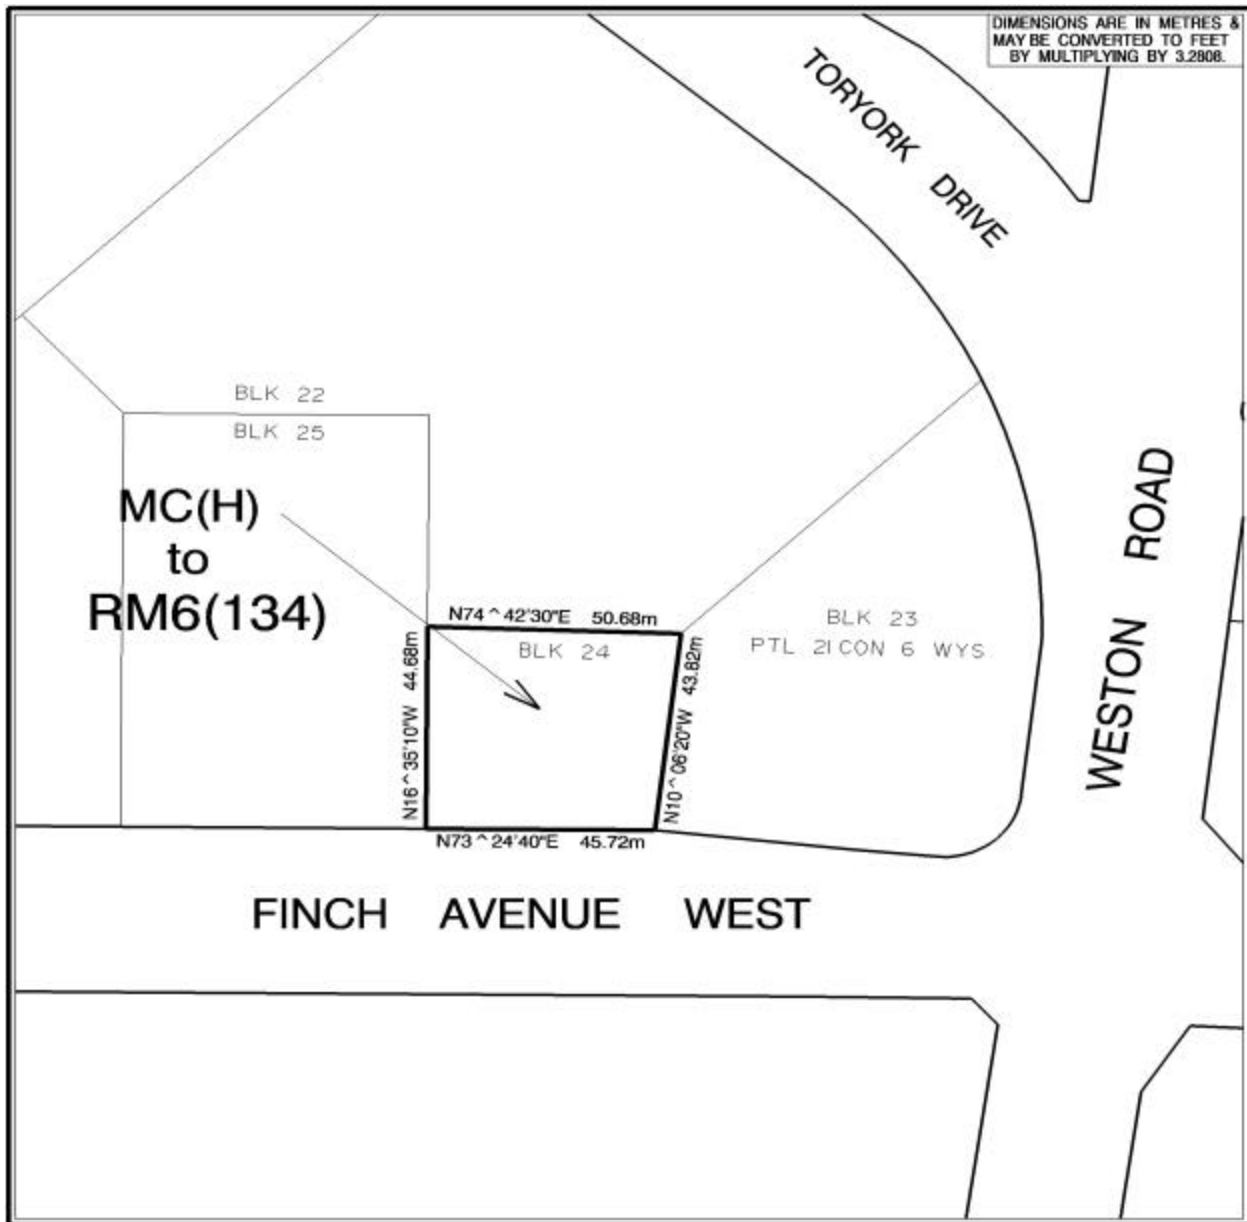 DIMENSIONS ARE IN METRES &
MAY BE CONVERTED TO FEET
BY MULTIPLYING BY 3.2808.
TORYORK DRIVE
BLK 22
BLK 25
MC(H)
to
RM6(134)
WESTON ROAD
N74^42'30"E 50.68m
BLK 24
BLK 23
PTL 21 CON 6 WYS
N16^35'10"W 44.68m
N10^06'20"W 43.82m
N73^24'40"E 45.72m
FINCH AVENUE WEST